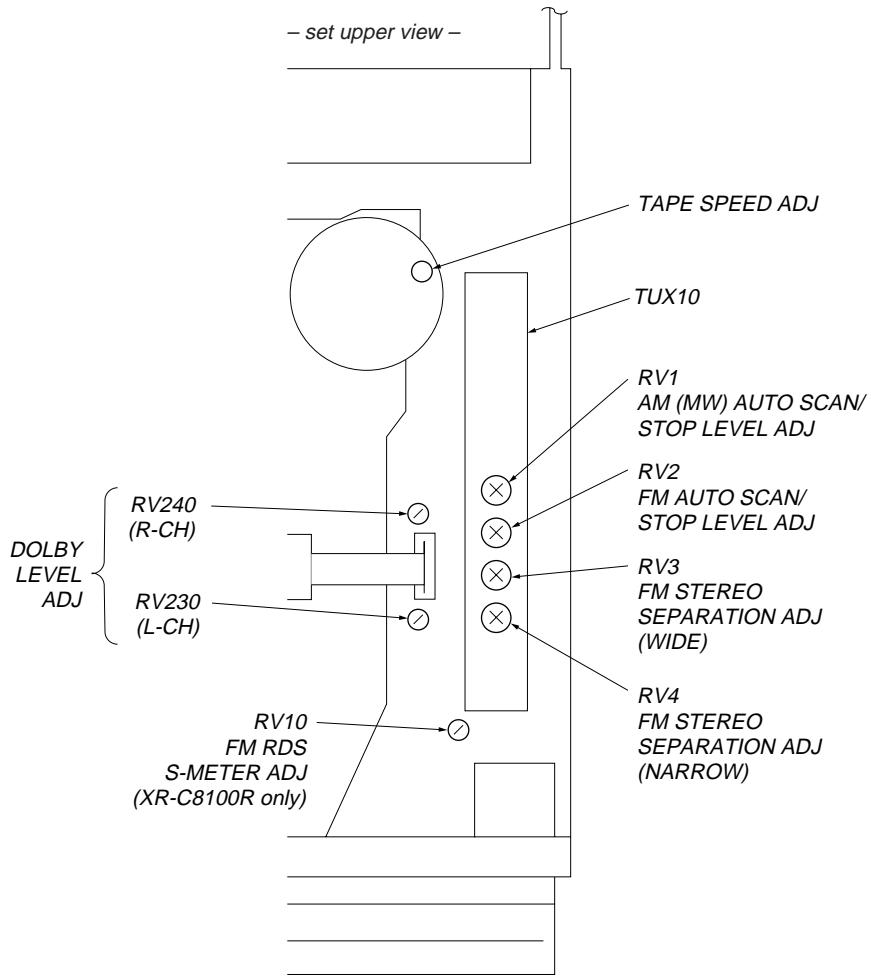 – set upper view –
TAPE SPEED ADJ
TUX10
RV1
AM (MW) AUTO SCAN/
STOP LEVEL ADJ
RV2
FM AUTO SCAN/
STOP LEVEL ADJ
RV3
FM STEREO
SEPARATION ADJ
(WIDE)
RV4
FM STEREO
SEPARATION ADJ
(NARROW)
DOLBY
LEVEL
ADJ
RV240
(R-CH)
RV230
(L-CH)
RV10
FM RDS
S-METER ADJ
(XR-C8100R only)